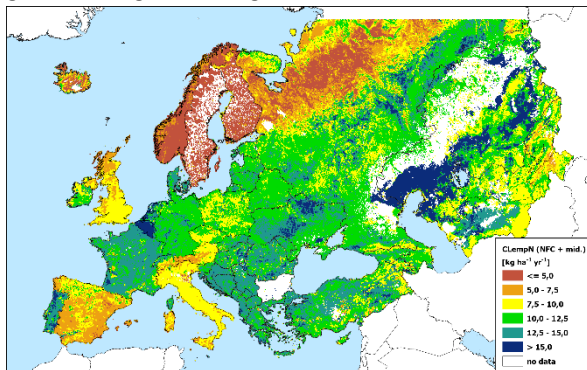 CLempN (NFC + mid.)
[kg ha⁻¹ yr⁻¹]
<= 5,0
5,0 - 7,5
7,5 - 10,0
10,0 - 12,5
12,5 - 15,0
> 15,0
no data